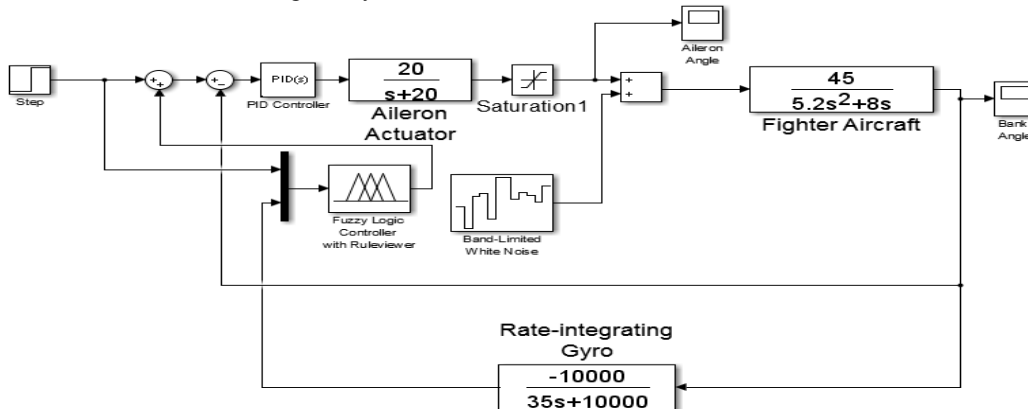 Step
PID(s)
PID Controller
20
s+20
Aileron
Actuator
Saturation1
Aileron
Angle
45
5.2s²+8s
Fighter Aircraft
Bank
Angle
Fuzzy Logic
Controller
with Ruleviewer
Band-Limited
White Noise
Rate-integrating
Gyro
-10000
35s+10000